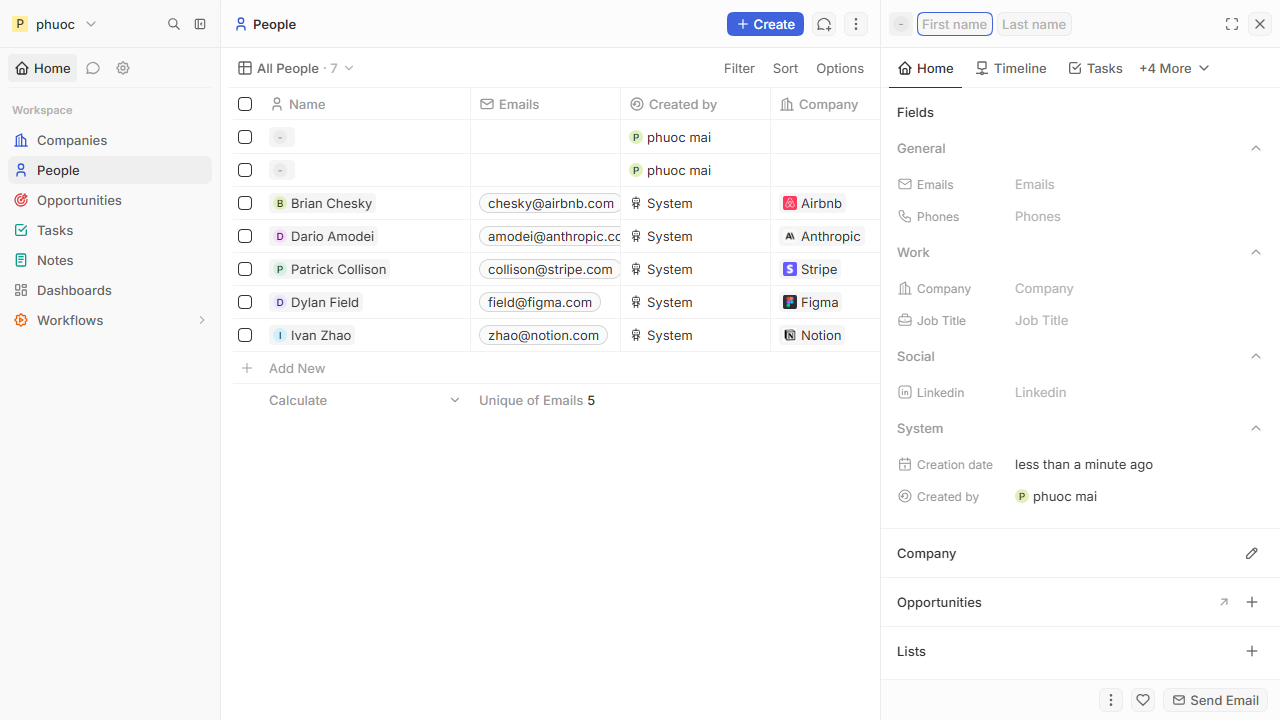 P phuoc
Home
Workspace
Companies
People
Opportunities
Tasks
Notes
Dashboards
Workflows
People
Create
All People · 7
Filter
Sort
Options
Name Emails Created by Company
- P phuoc mai
- P phuoc mai
B Brian Chesky chesky@airbnb.com System Airbnb
D Dario Amodei amodei@anthropic.co System Anthropic
P Patrick Collison collison@stripe.com System Stripe
D Dylan Field field@figma.com System Figma
I Ivan Zhao zhao@notion.com System Notion
Add New
Calculate Unique of Emails 5
- First name Last name
Home Timeline Tasks +4 More
Fields
General
Emails Emails
Phones Phones
Work
Company Company
Job Title Job Title
Social
Linkedin Linkedin
System
Creation date less than a minute ago
Created by P phuoc mai
Company
Opportunities
Lists
Send Email